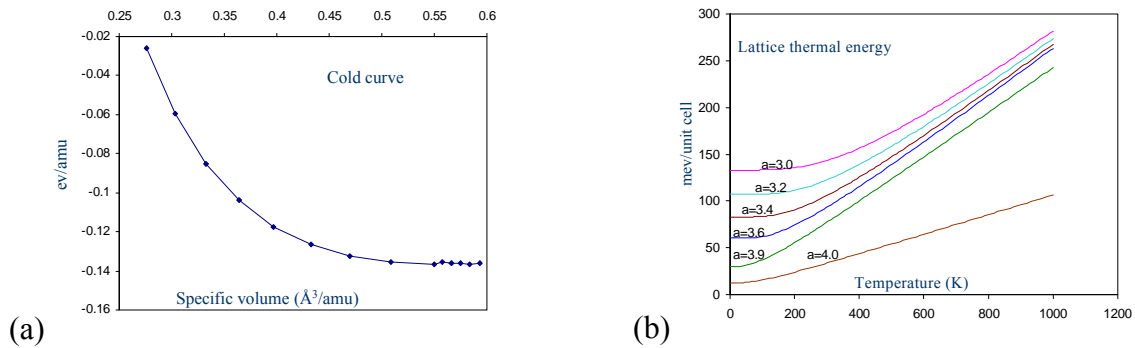 0.25 0.3 0.35 0.4 0.45 0.5 0.55 0.6
-0.02
-0.04
-0.06
-0.08
-0.1
-0.12
-0.14
-0.16
ev/amu
Cold curve
Specific volume (Å³/amu)
(a)
300
250
200
150
100
50
0
mev/unit cell
Lattice thermal energy
a=3.0
a=3.2
a=3.4
a=3.6
a=3.9
a=4.0
Temperature (K)
0 200 400 600 800 1000 1200
(b)